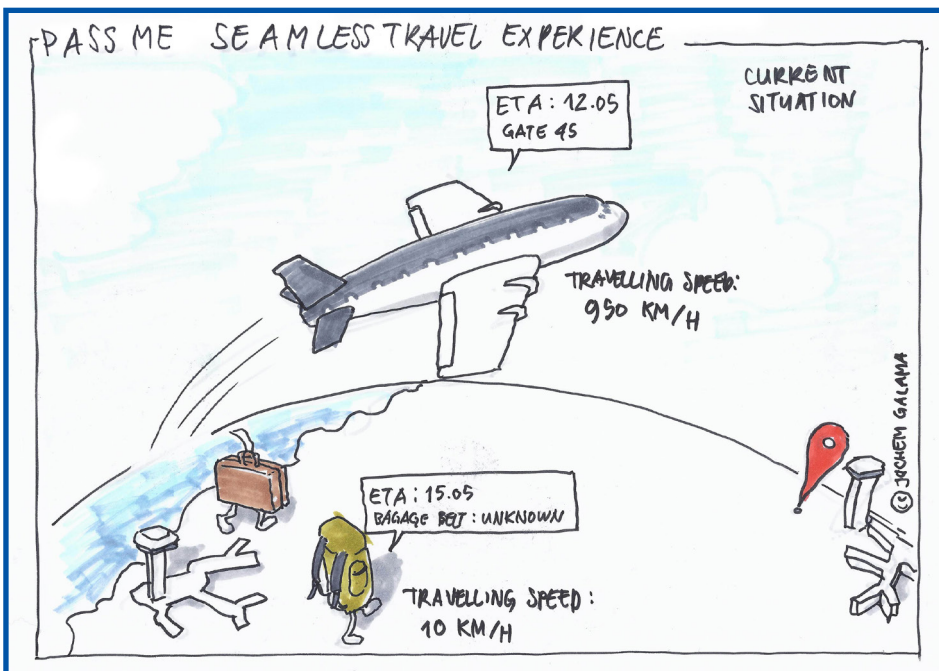 PASS ME SEAMLESS TRAVEL EXPERIENCE
CURRENT
SITUATION
ETA: 12.05
GATE 45
TRAVELLING SPEED:
950 KM/H
© JOCHEM GALAMA
ETA: 15.05
BAGAGE BELT: UNKNOWN
TRAVELLING SPEED:
10 KM/H